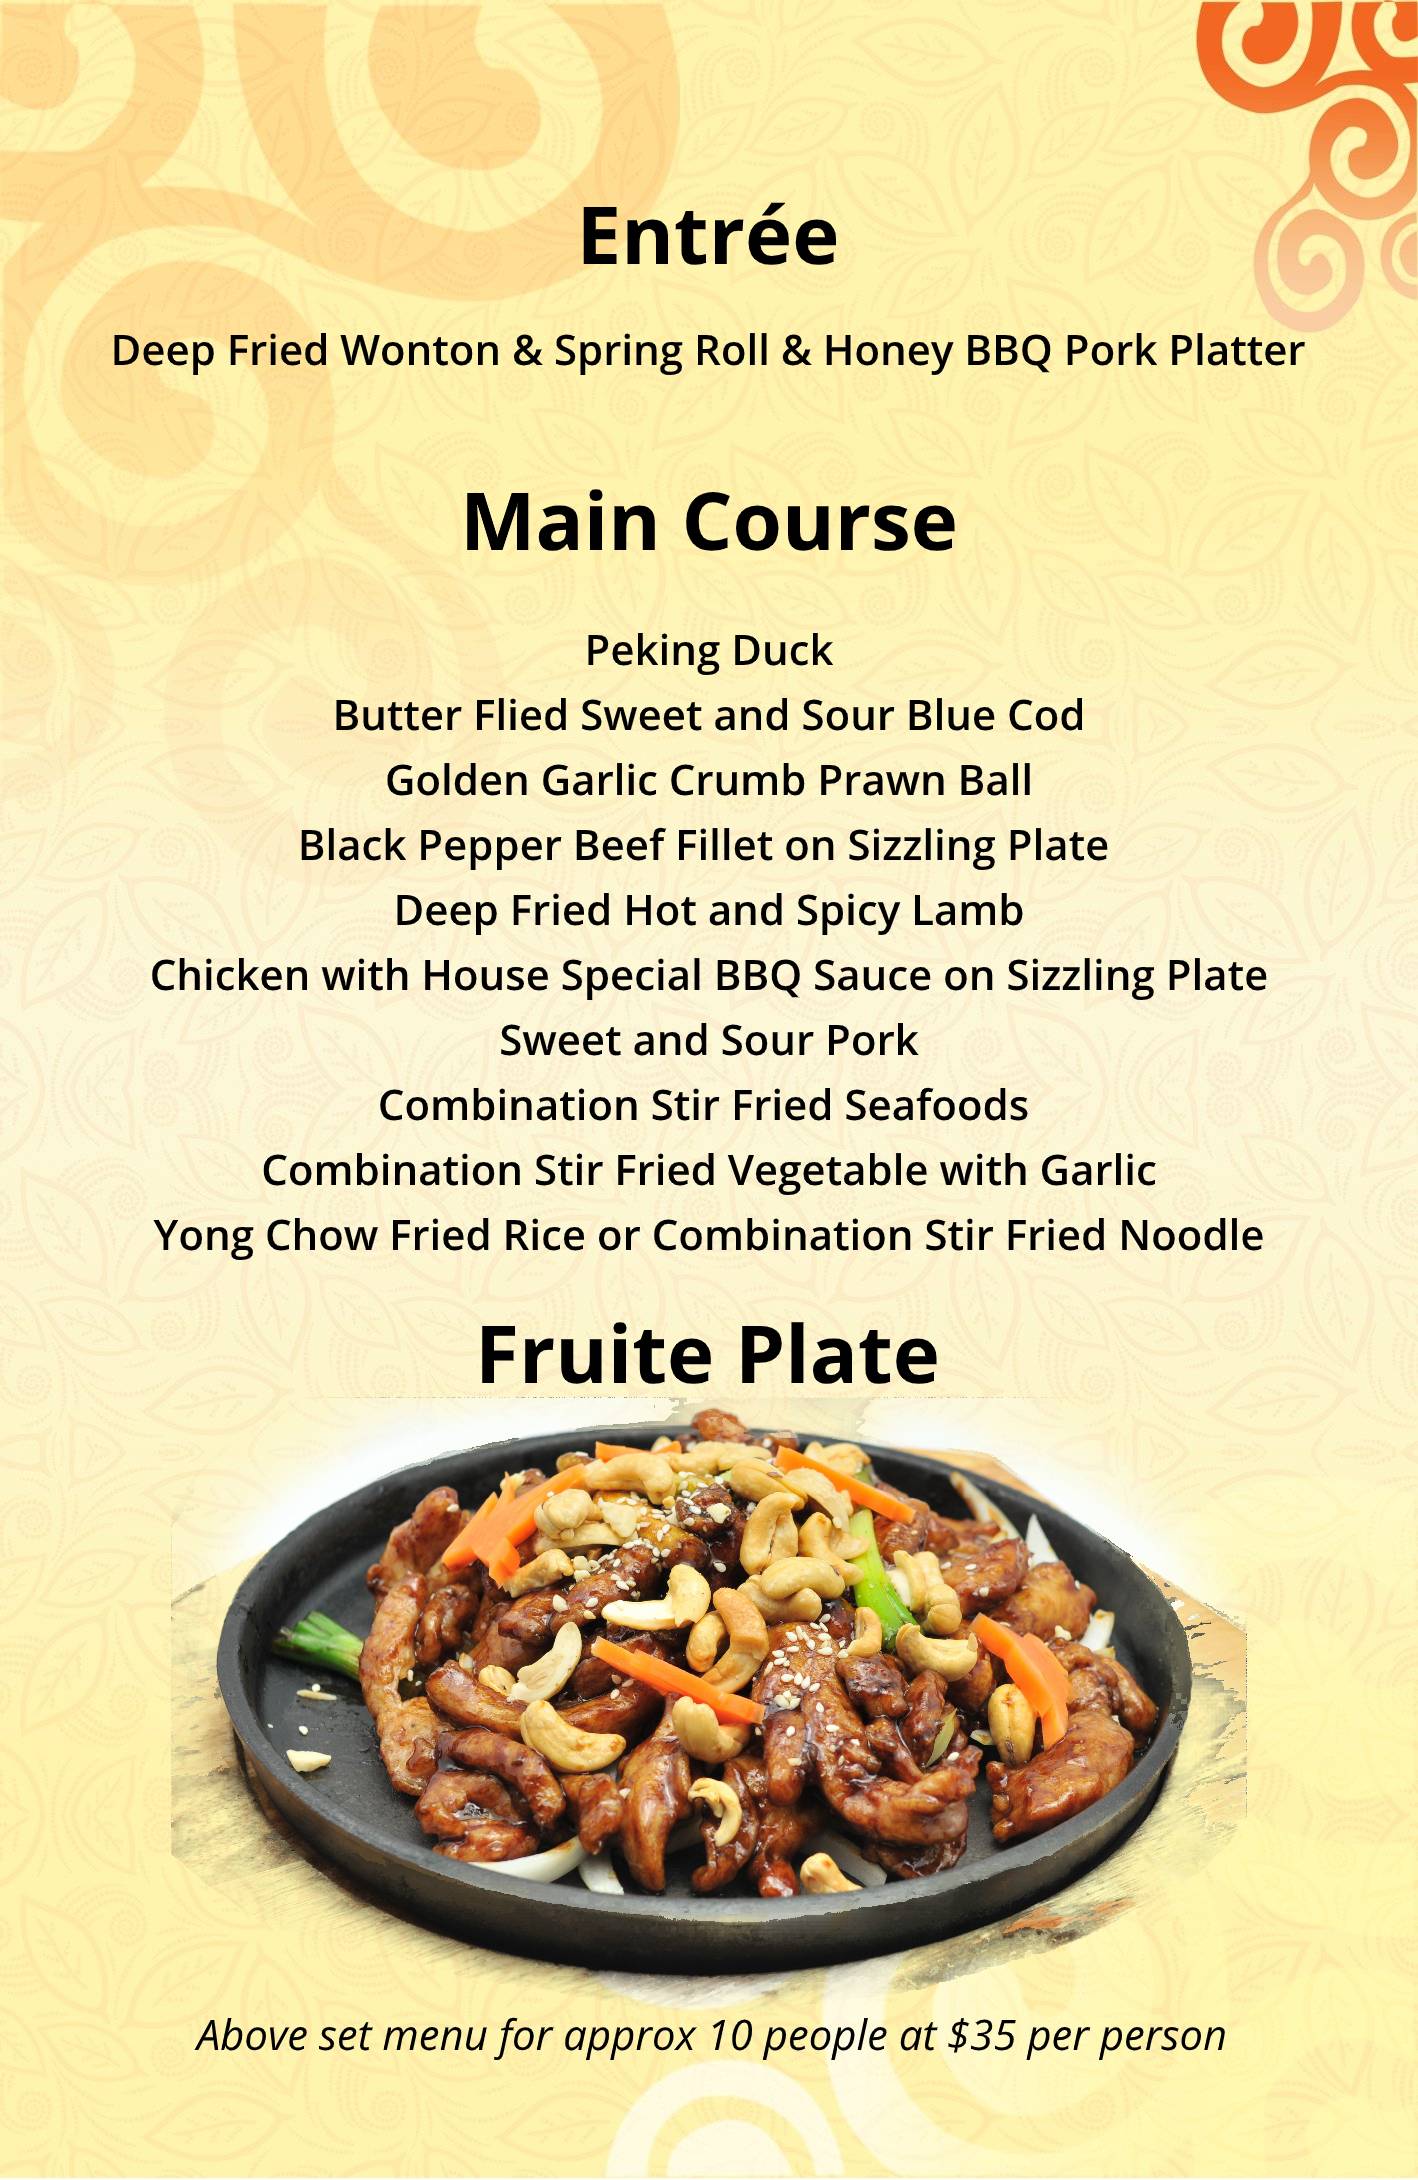 Entrée
Deep Fried Wonton & Spring Roll & Honey BBQ Pork Platter
Main Course
Peking Duck
Butter Flied Sweet and Sour Blue Cod
Golden Garlic Crumb Prawn Ball
Black Pepper Beef Fillet on Sizzling Plate
Deep Fried Hot and Spicy Lamb
Chicken with House Special BBQ Sauce on Sizzling Plate
Sweet and Sour Pork
Combination Stir Fried Seafoods
Combination Stir Fried Vegetable with Garlic
Yong Chow Fried Rice or Combination Stir Fried Noodle
Fruite Plate
Above set menu for approx 10 people at $35 per person